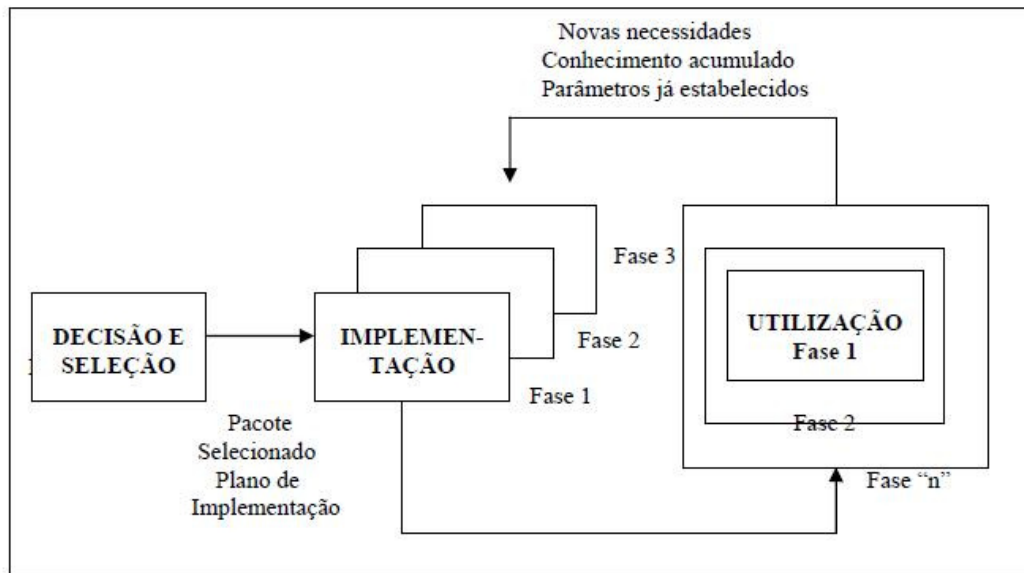 Novas necessidades
Conhecimento acumulado
Parâmetros já estabelecidos
Fase 3
DECISÃO E
SELEÇÃO
IMPLEMEN-
TAÇÃO
UTILIZAÇÃO
Fase 1
Fase 2
Fase 1
Pacote
Selecionado
Plano de
Implementação
Fase 2
Fase “n”